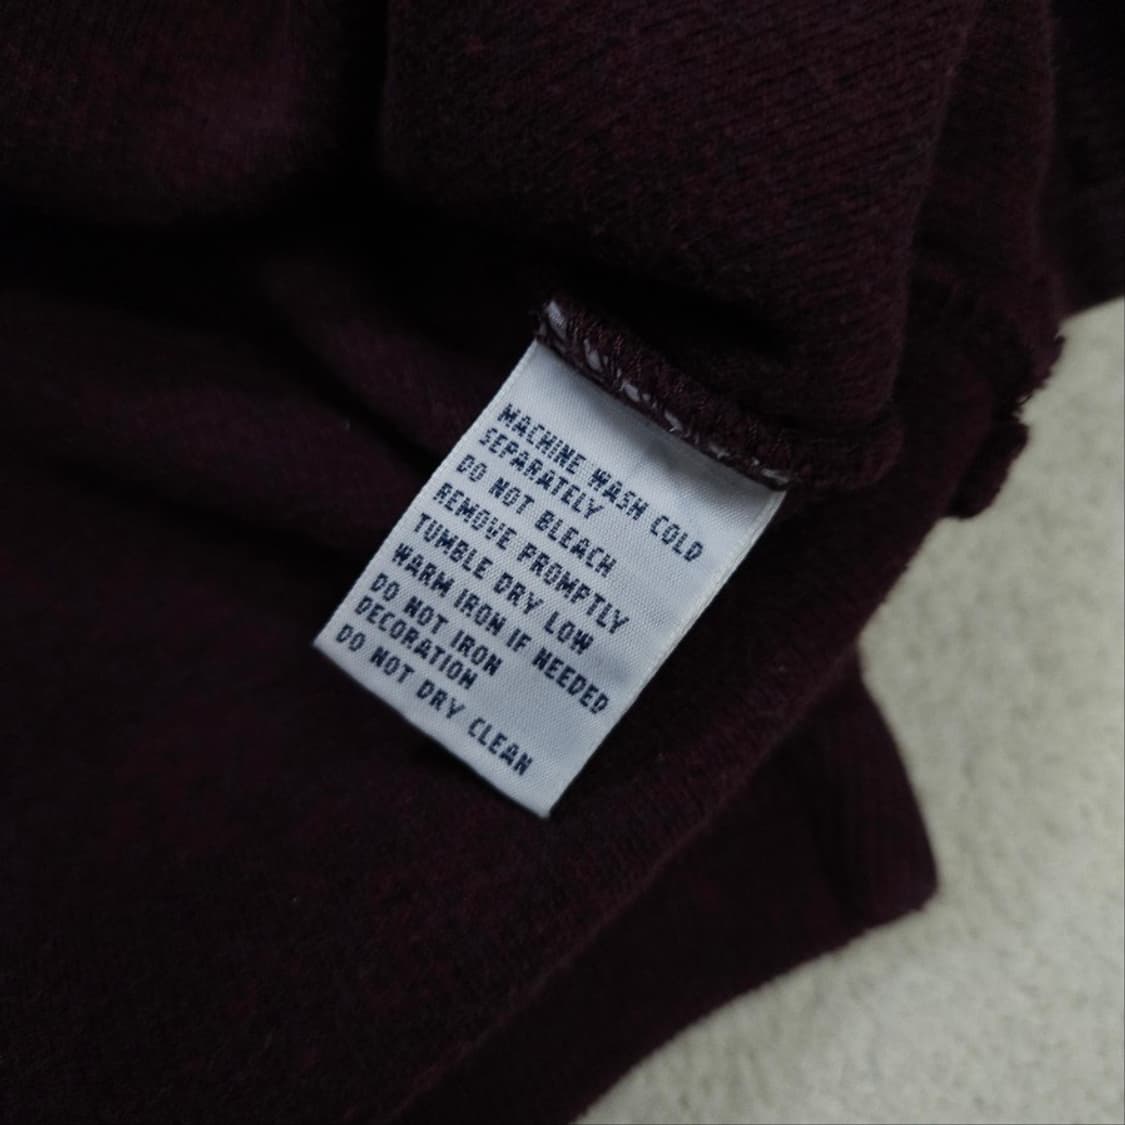 MACHINE WASH COLD
SEPARATELY
DO NOT BLEACH
REMOVE PROMPTLY
TUMBLE DRY LOW
WARM IRON IF NEEDED
DO NOT IRON
DECORATION
DO NOT DRY CLEAN